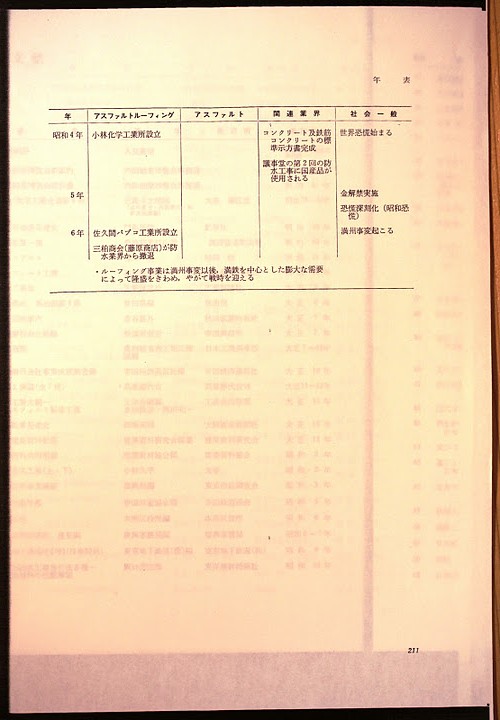 年　表
年　アスファルトルーフィング　アスファルト　関連業界　社会一般
昭和4年　小林化学工業所設立　コンクリート及鉄筋　世界恐慌始まる
コンクリートの標
準示方書完成
議事堂の第2回の防
水工事に国産品が
使用される
5年　金解禁実施
恐慌深刻化（昭和恐
慌）
6年　佐久間パブコ工業所設立　満州事変起こる
三柏商会（藤原商店）が防
水業界から撤退
・ルーフィング事業は満州事変以後，満鉄を中心とした膨大な需要
によって隆盛をきわめ，やがて戦時を迎える
211